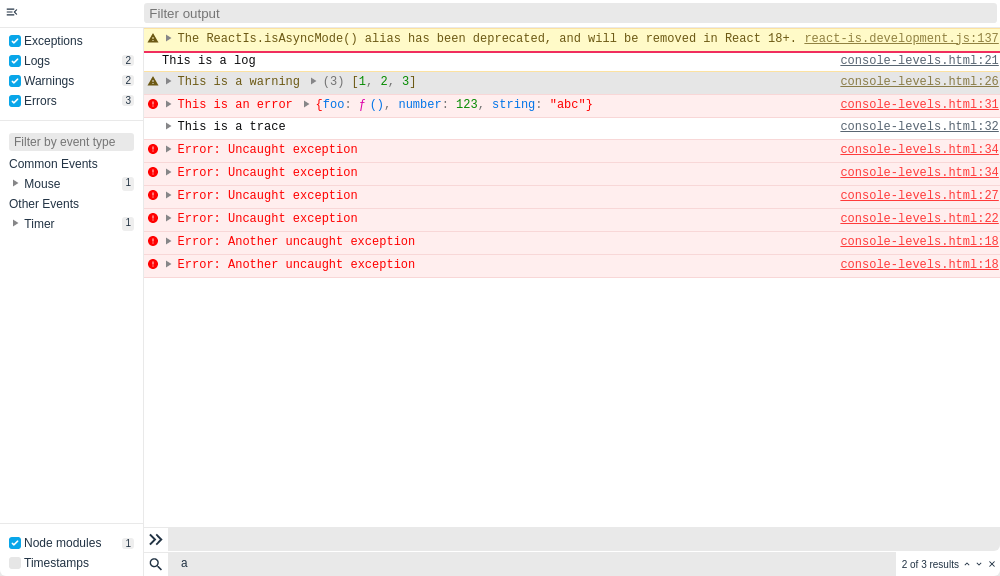 Filter output
Exceptions
Logs 2
Warnings 2
Errors 3
Filter by event type
Common Events
Mouse 1
Other Events
Timer 1
Node modules 1
Timestamps
The ReactIs.isAsyncMode() alias has been deprecated, and will be removed in React 18+. react-is.development.js:137
This is a log console-levels.html:21
This is a warning (3) [1, 2, 3] console-levels.html:26
This is an error {foo: ƒ (), number: 123, string: "abc"} console-levels.html:31
This is a trace console-levels.html:32
Error: Uncaught exception console-levels.html:34
Error: Uncaught exception console-levels.html:34
Error: Uncaught exception console-levels.html:27
Error: Uncaught exception console-levels.html:22
Error: Another uncaught exception console-levels.html:18
Error: Another uncaught exception console-levels.html:18
a 2 of 3 results